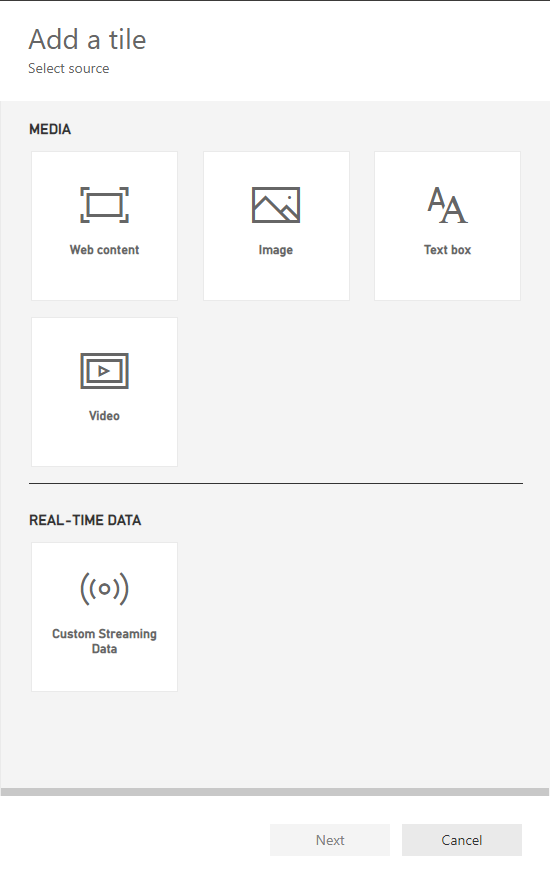 Add a tile
Select source
MEDIA
Web content
Image
Text box
Video
REAL-TIME DATA
Custom Streaming
Data
Next
Cancel